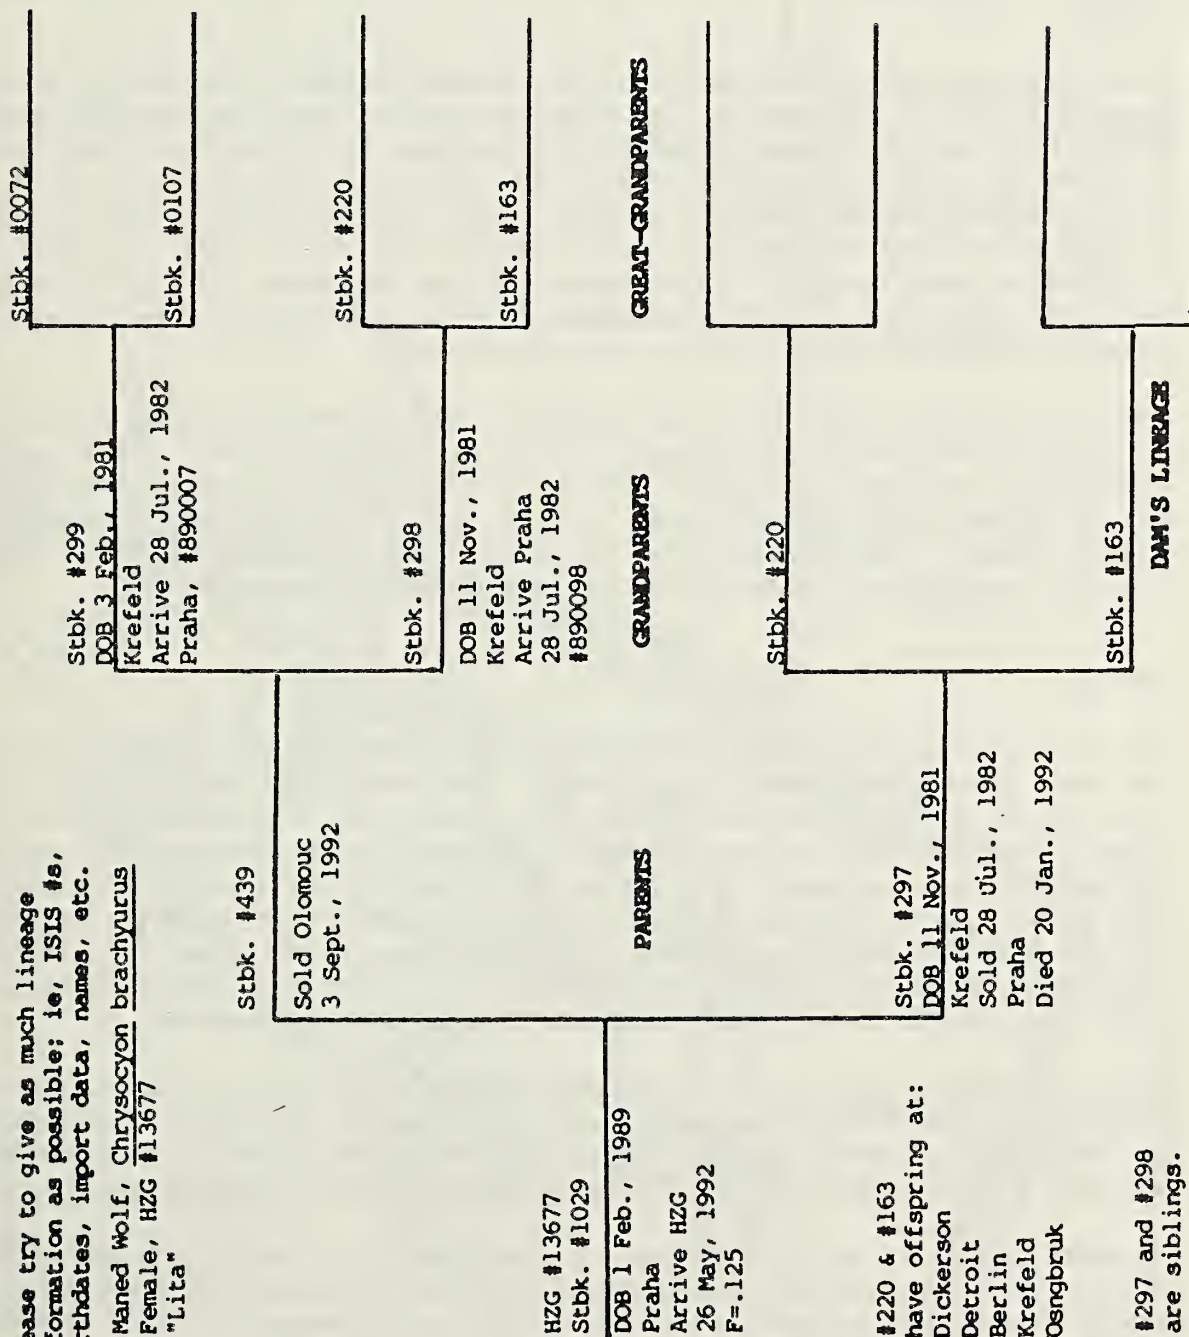 ease try to give as much lineage
formation as possible; ie, ISIS #s,
rthdates, import data, names, etc.
Maned Wolf, Chrysocyon brachyurus
Female, HZG #13677
"Lita"
HZG #13677
Stbk. #1029
DOB 1 Feb., 1989
Praha
Arrive HZG
26 May, 1992
F=.125
#220 & #163
have offspring at:
Dickerson
Detroit
Berlin
Krefeld
Osngbruk
#297 and #298
are siblings.
Stbk. #439
Sold Olomouc
3 Sept., 1992
PARENTS
Stbk. #297
DOB 11 Nov., 1981
Krefeld
Sold 28 Jul., 1982
Praha
Died 20 Jan., 1992
Stbk. #299
DOB 3 Feb., 1981
Krefeld
Arrive 28 Jul., 1982
Praha, #890007
Stbk. #298
DOB 11 Nov., 1981
Krefeld
Arrive Praha
28 Jul., 1982
#890098
GRANDPARENTS
Stbk. #220
Stbk. #163
DAM'S LINEAGE
Stbk. #0072
Stbk. #0107
Stbk. #220
Stbk. #163
GREAT-GRANDPARENTS